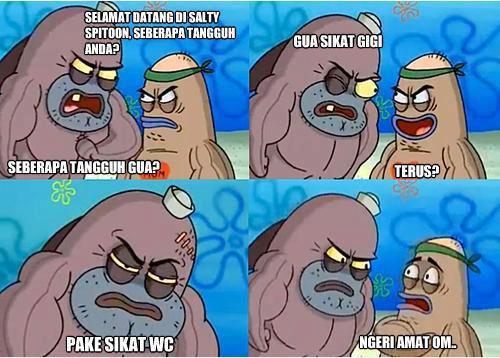 SELAMAT DATANG DI SALTY
SPITOON, SEBERAPA TANGGUH
ANDA?
SEBERAPA TANGGUH GUA?
GUA SIKAT GIGI
TERUS?
PAKE SIKAT WC
NGERI AMAT OM..